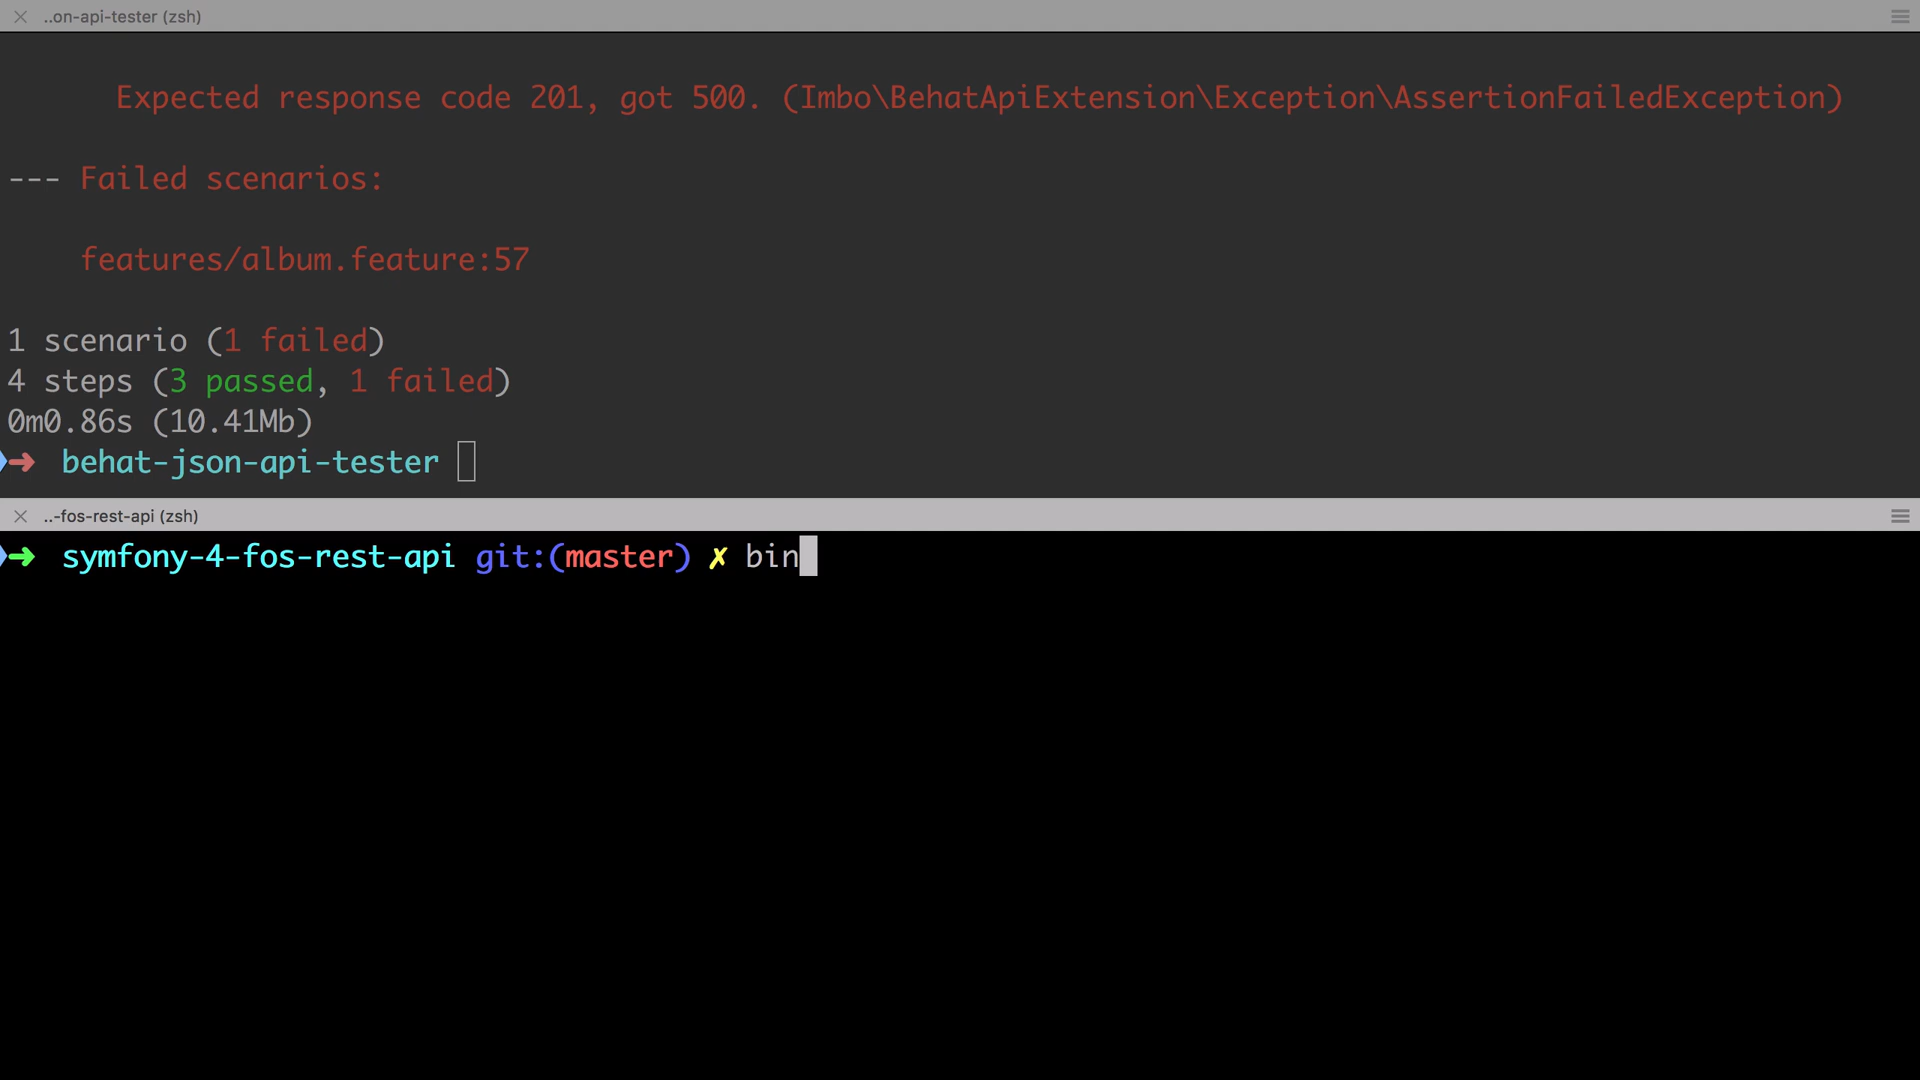 ..on-api-tester (zsh)
Expected response code 201, got 500. (Imbo\BehatApiExtension\Exception\AssertionFailedException)
--- Failed scenarios:
features/album.feature:57
1 scenario (1 failed)
4 steps (3 passed, 1 failed)
0m0.86s (10.41Mb)
➜ behat-json-api-tester
..-fos-rest-api (zsh)
➜ symfony-4-fos-rest-api git:(master) ✗ bin